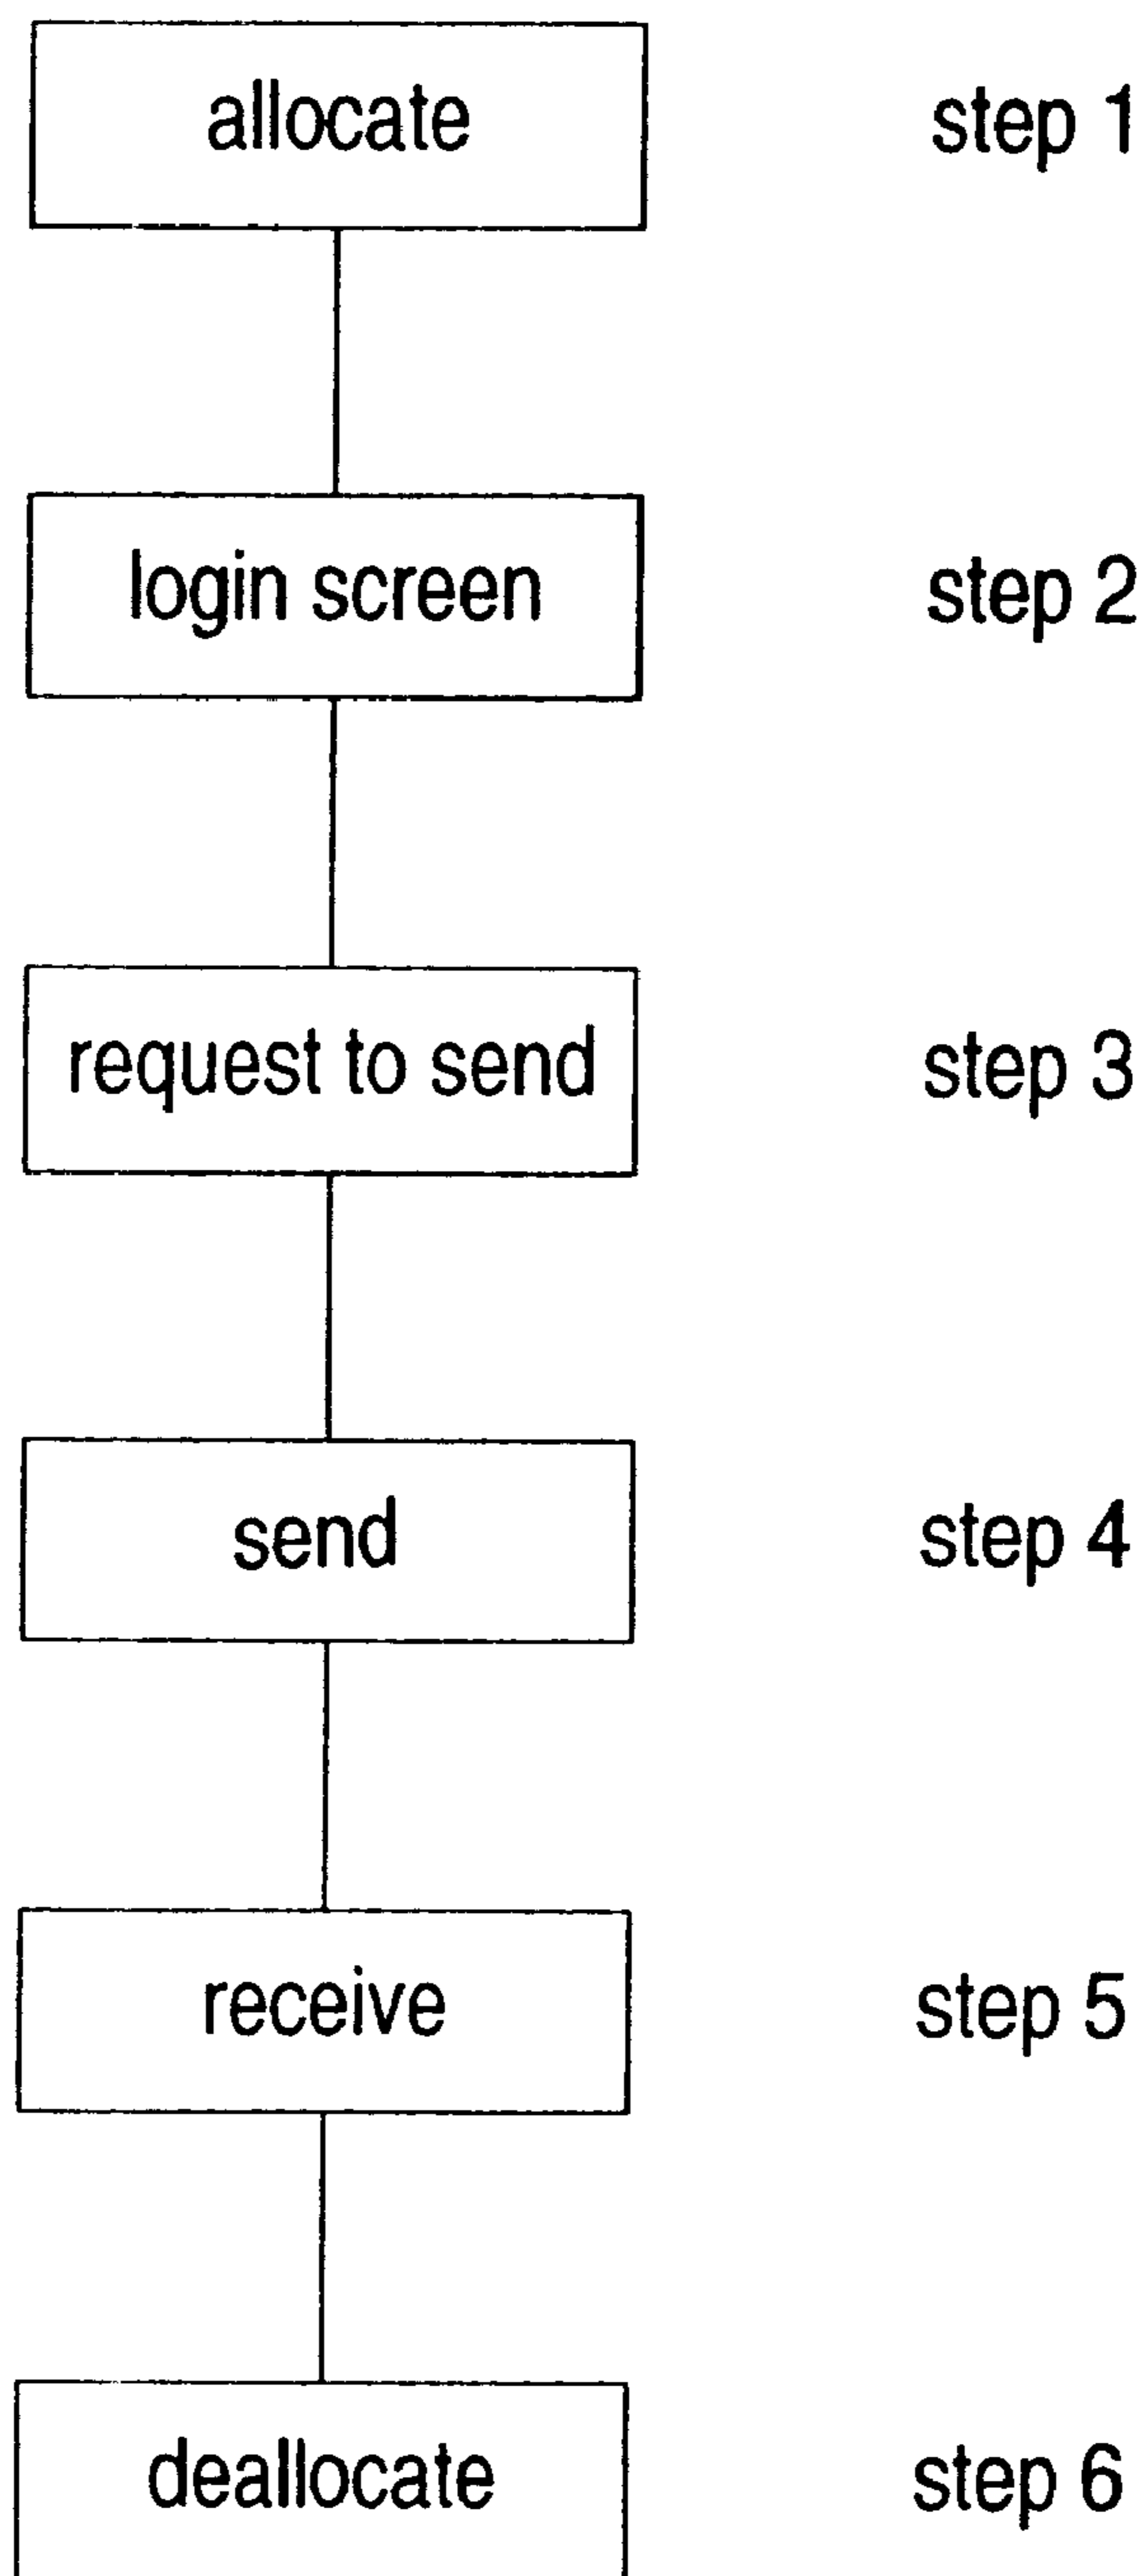 allocate step 1
login screen step 2
request to send step 3
send step 4
receive step 5
deallocate step 6